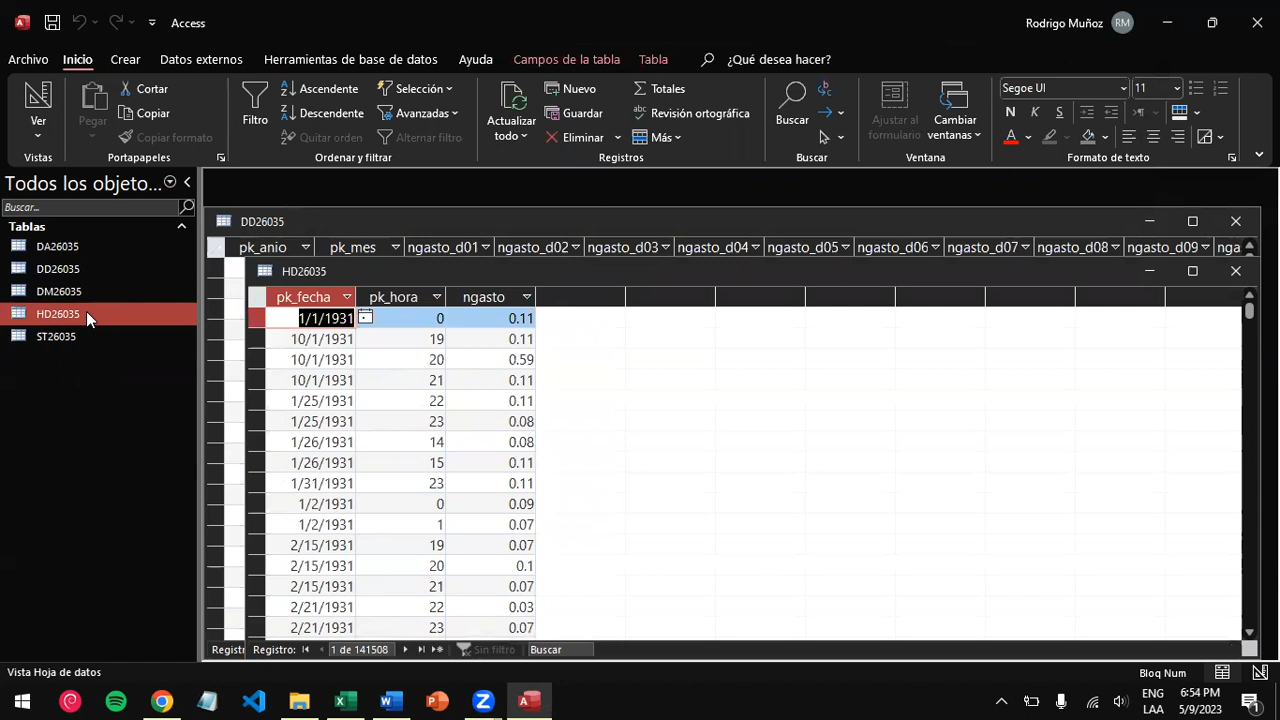 Access
Rodrigo Muñoz RM
Archivo Inicio Crear Datos externos Herramientas de base de datos Ayuda Campos de la tabla Tabla ¿Qué desea hacer?
Ver
Vistas
Pegar
Cortar
Copiar
Copiar formato
Portapapeles
Filtro
Ascendente
Descendente
Quitar orden
Selección
Avanzadas
Alternar filtro
Ordenar y filtrar
Actualizar
todo
Nuevo
Guardar
Eliminar
Totales
Revisión ortográfica
Más
Registros
Buscar
Buscar
Ajustar al
formulario
Cambiar
ventanas
Ventana
Segoe UI 11
N K S
A
Formato de texto
Todos los objeto...
Buscar...
Tablas
DA26035
DD26035
DM26035
HD26035
ST26035
DD26035
pk_anio pk_mes ngasto_d01 ngasto_d02 ngasto_d03 ngasto_d04 ngasto_d05 ngasto_d06 ngasto_d07 ngasto_d08 ngasto_d09 nga
HD26035
pk_fecha pk_hora ngasto
1/1/1931 0 0.11
10/1/1931 19 0.11
10/1/1931 20 0.59
10/1/1931 21 0.11
1/25/1931 22 0.11
1/25/1931 23 0.08
1/26/1931 14 0.08
1/26/1931 15 0.11
1/31/1931 23 0.11
1/2/1931 0 0.09
1/2/1931 1 0.07
2/15/1931 19 0.07
2/15/1931 20 0.1
2/15/1931 21 0.07
2/21/1931 22 0.03
2/21/1931 23 0.07
Registr Registro: 1 de 141508 Sin filtro Buscar
Vista Hoja de datos
Bloq Num
ENG
LAA
6:54 PM
5/9/2023
1